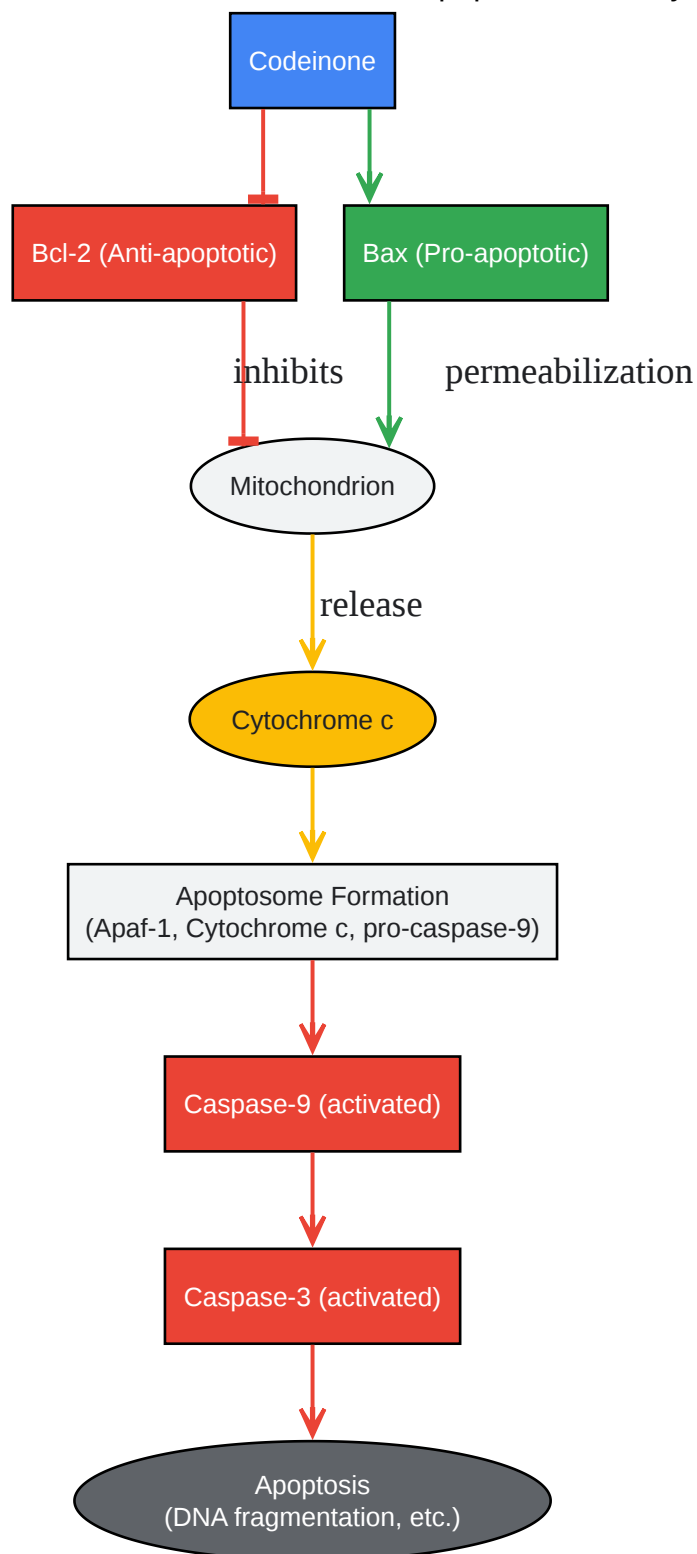 Codeinone
Bcl-2 (Anti-apoptotic)
Bax (Pro-apoptotic)
inhibits
permeabilization
Mitochondrion
release
Cytochrome c
Apoptosome Formation
(Apaf-1, Cytochrome c, pro-caspase-9)
Caspase-9 (activated)
Caspase-3 (activated)
Apoptosis
(DNA fragmentation, etc.)